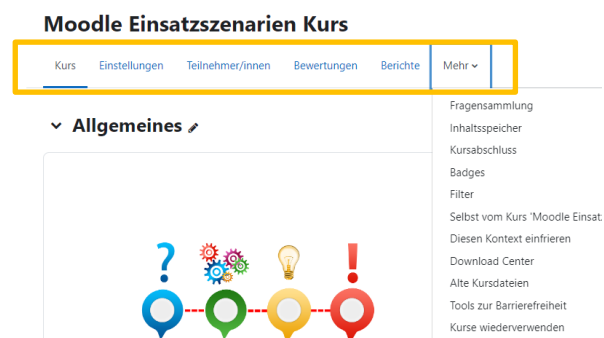 Moodle Einsatzszenarien Kurs
Kurs Einstellungen Teilnehmer/innen Bewertungen Berichte Mehr
Allgemeines
Fragensammlung
Inhaltsspeicher
Kursabschluss
Badges
Filter
Selbst vom Kurs 'Moodle Einsatz
Diesen Kontext einfrieren
Download Center
Alte Kursdateien
Tools zur Barrierefreiheit
Kurse wiederverwenden
? !